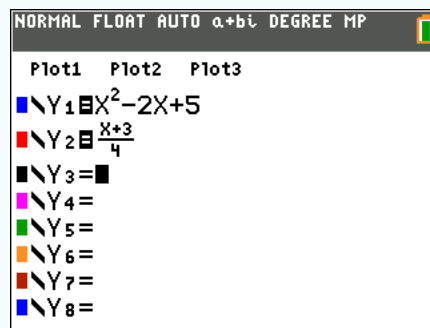 NORMAL FLOAT AUTO a+bi DEGREE MP
Plot1 Plot2 Plot3
\Y1=X²-2X+5
\Y2=(X+3)/4
\Y3=
\Y4=
\Y5=
\Y6=
\Y7=
\Y8=